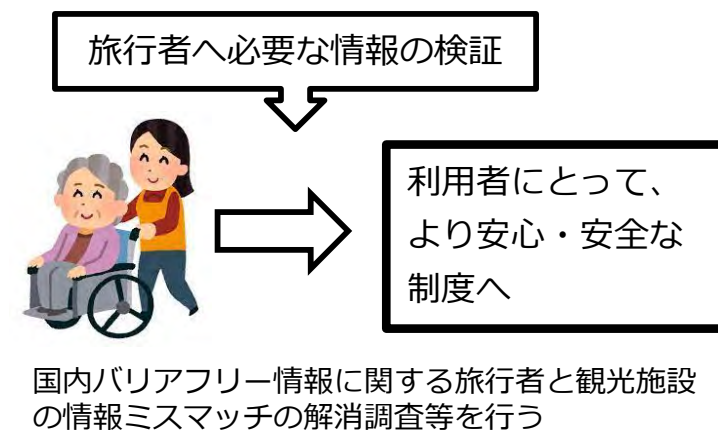 旅行者へ必要な情報の検証
利用者にとって、
より安心・安全な
制度へ
国内バリアフリー情報に関する旅行者と観光施設
の情報ミスマッチの解消調査等を行う